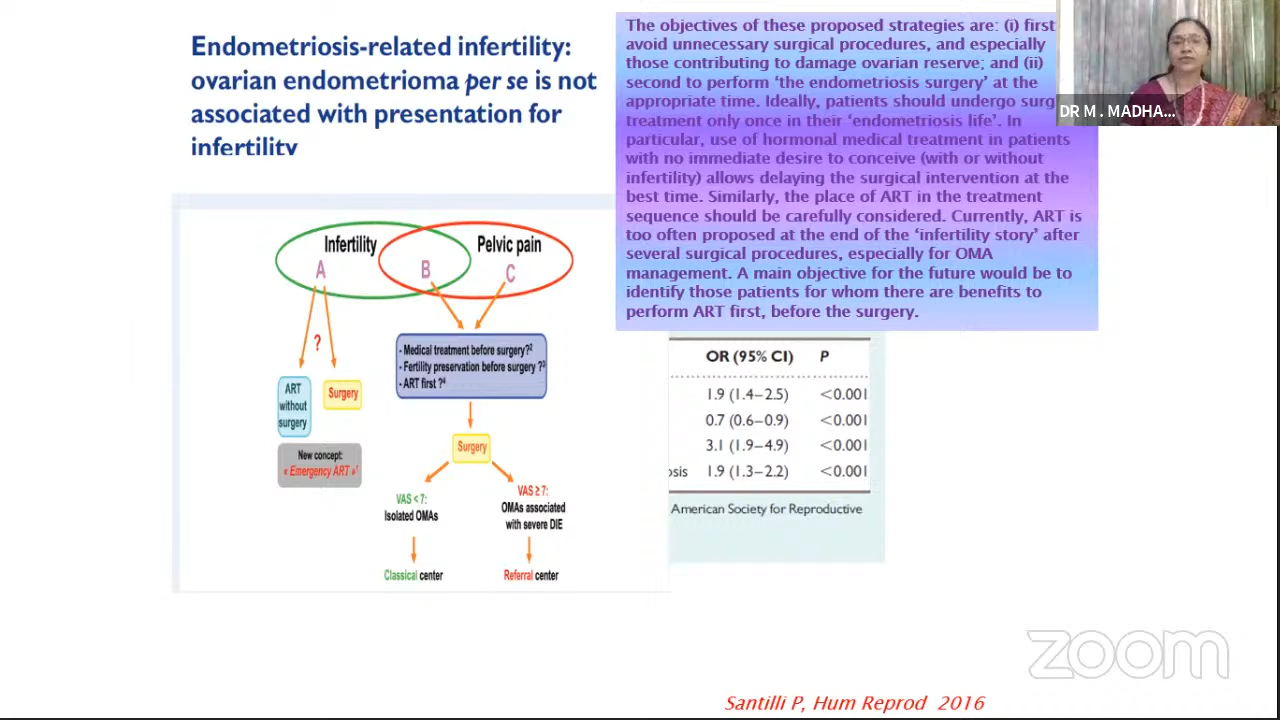 Endometriosis-related infertility:
ovarian endometrioma per se is not
associated with presentation for
infertility
The objectives of these proposed strategies are: (i) first
avoid unnecessary surgical procedures, and especially
those contributing to damage ovarian reserve; and (ii)
second to perform ‘the endometriosis surgery’ at the
appropriate time. Ideally, patients should undergo surg
treatment only once in their ‘endometriosis life’. In
particular, use of hormonal medical treatment in patients
with no immediate desire to conceive (with or without
infertility) allows delaying the surgical intervention at the
best time. Similarly, the place of ART in the treatment
sequence should be carefully considered. Currently, ART is
too often proposed at the end of the ‘infertility story’ after
several surgical procedures, especially for OMA
management. A main objective for the future would be to
identify those patients for whom there are benefits to
perform ART first, before the surgery.
DR M . MADHA...
Infertility
Pelvic pain
A
B
C
?
- Medical treatment before surgery?²
- Fertility preservation before surgery ?³
- ART first ?⁴
ART
without
surgery
Surgery
New concept:
« Emergency ART »¹
Surgery
VAS < 7:
Isolated OMAs
VAS ≥ 7:
OMAs associated
with severe DIE
Classical center
Referral center
OR (95% CI) P
1.9 (1.4–2.5) <0.001
0.7 (0.6–0.9) <0.001
3.1 (1.9–4.9) <0.001
osis 1.9 (1.3–2.2) <0.001
American Society for Reproductive
zoom
Santilli P, Hum Reprod 2016